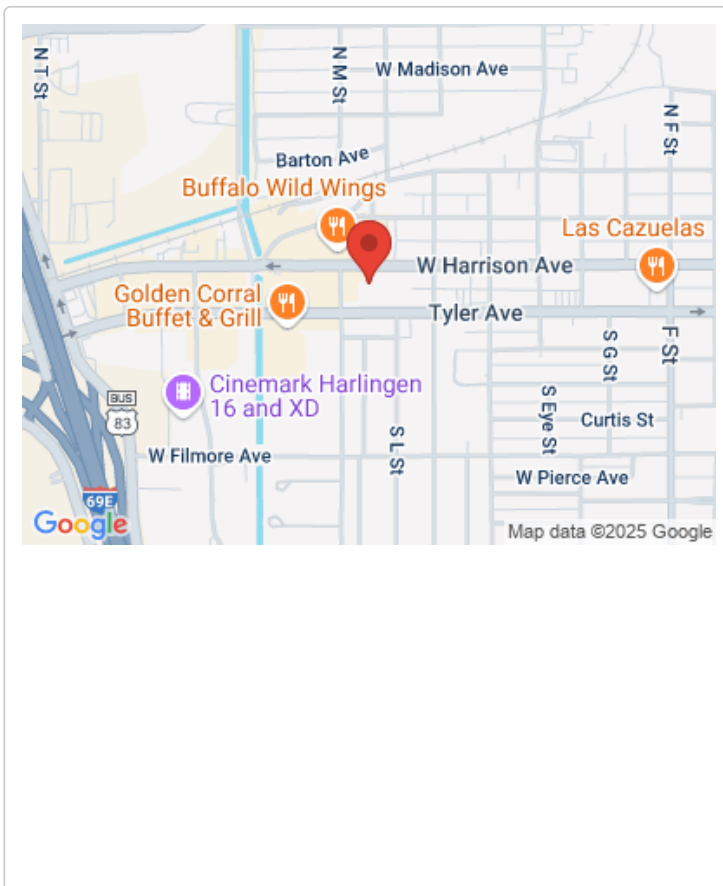 N T St
N M St
W Madison Ave
N F St
Barton Ave
Buffalo Wild Wings
Las Cazuelas
W Harrison Ave
Golden Corral
Buffet & Grill
Tyler Ave
F St
S G St
Cinemark Harlingen
16 and XD
BUS
83
S Eye St
Curtis St
S L St
W Filmore Ave
W Pierce Ave
69E
Google
Map data ©2025 Google